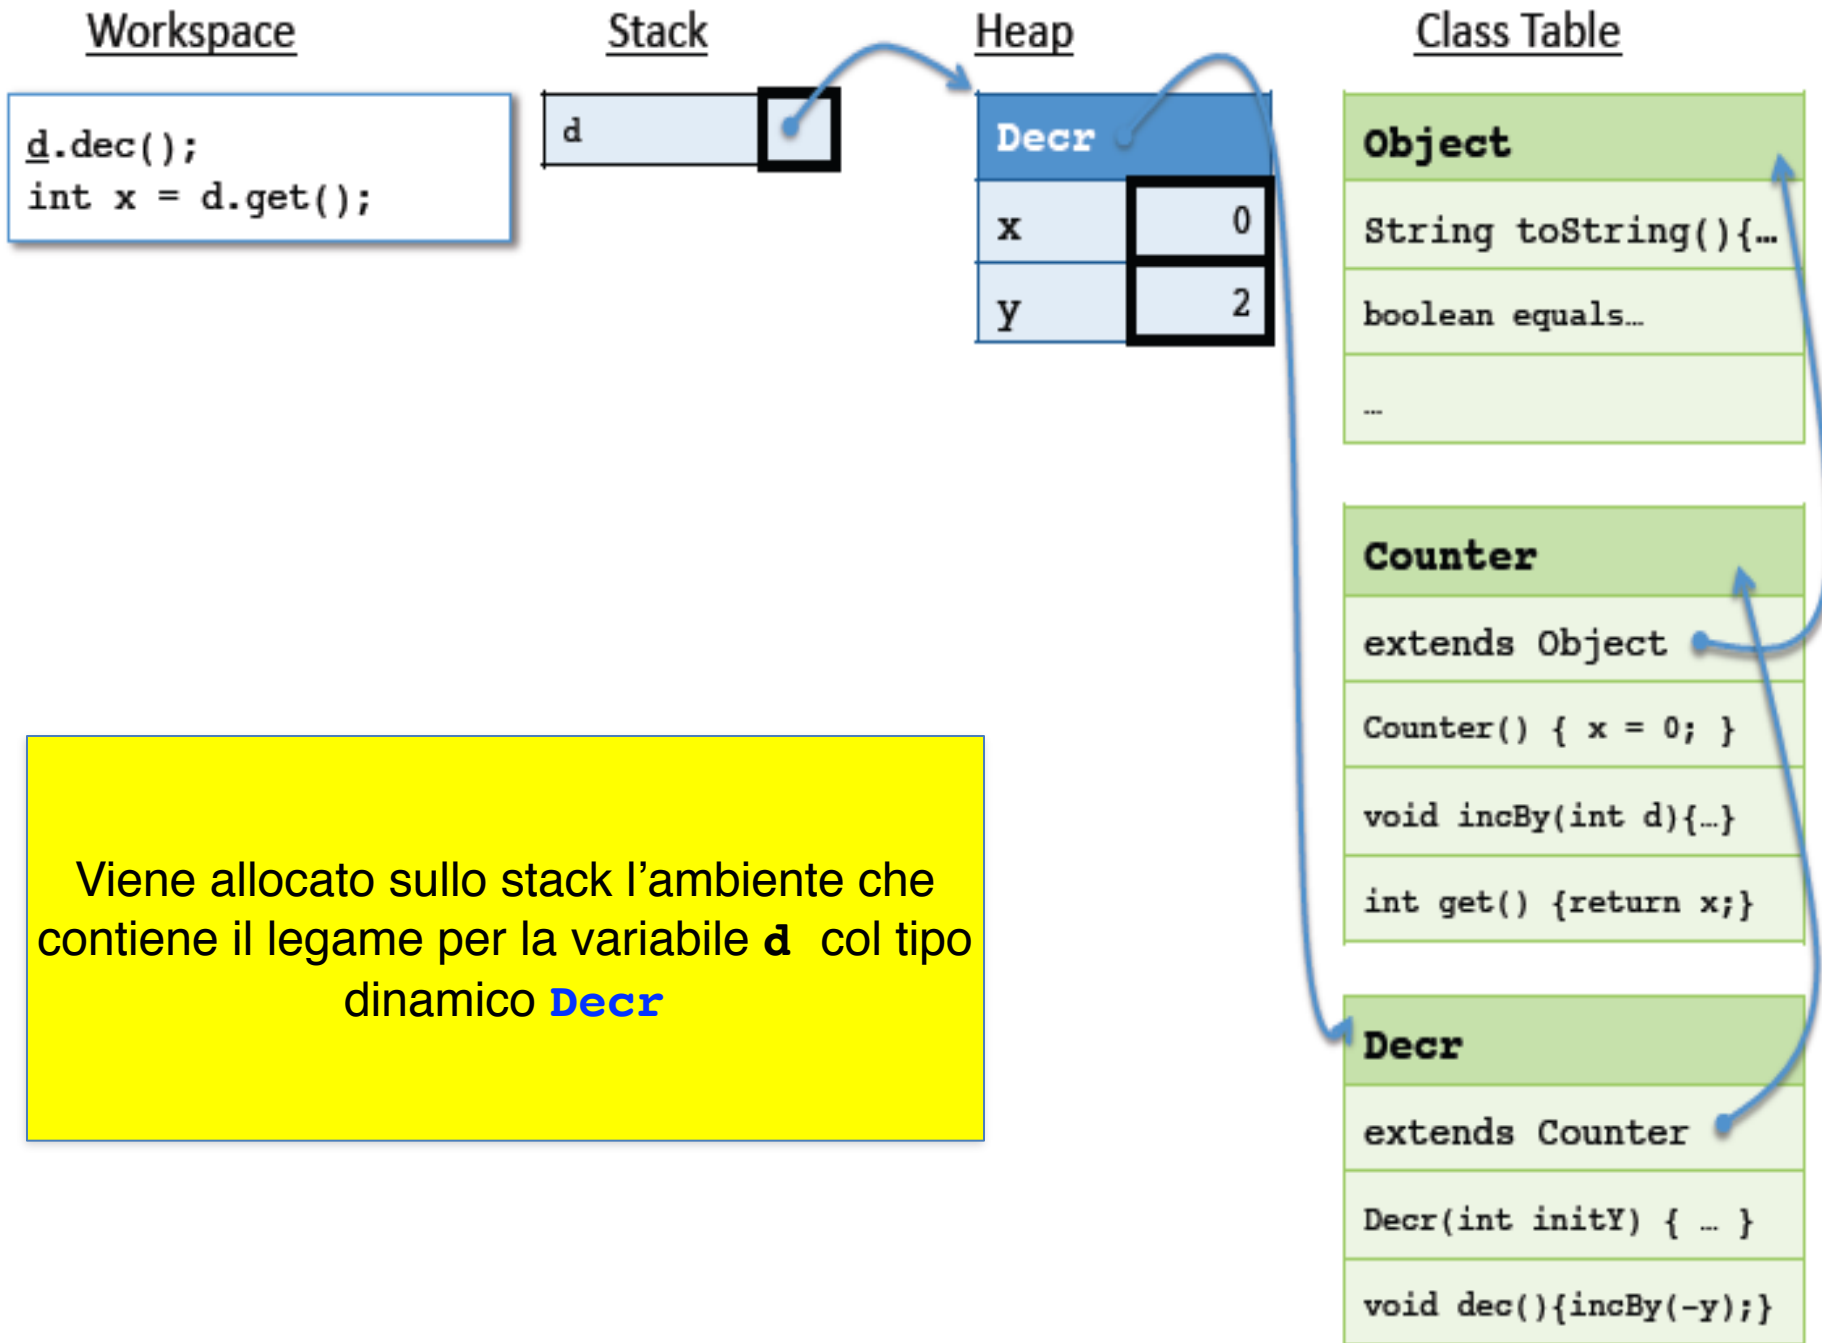 Workspace
Stack
Heap
Class Table
d.dec();
int x = d.get();
d
Decr
x 0
y 2
Object
String toString(){…
boolean equals…
…
Counter
extends Object
Counter() { x = 0; }
void incBy(int d){…}
int get() {return x;}
Decr
extends Counter
Decr(int initY) { … }
void dec(){incBy(-y);}
Viene allocato sullo stack l’ambiente che
contiene il legame per la variabile d col tipo
dinamico Decr